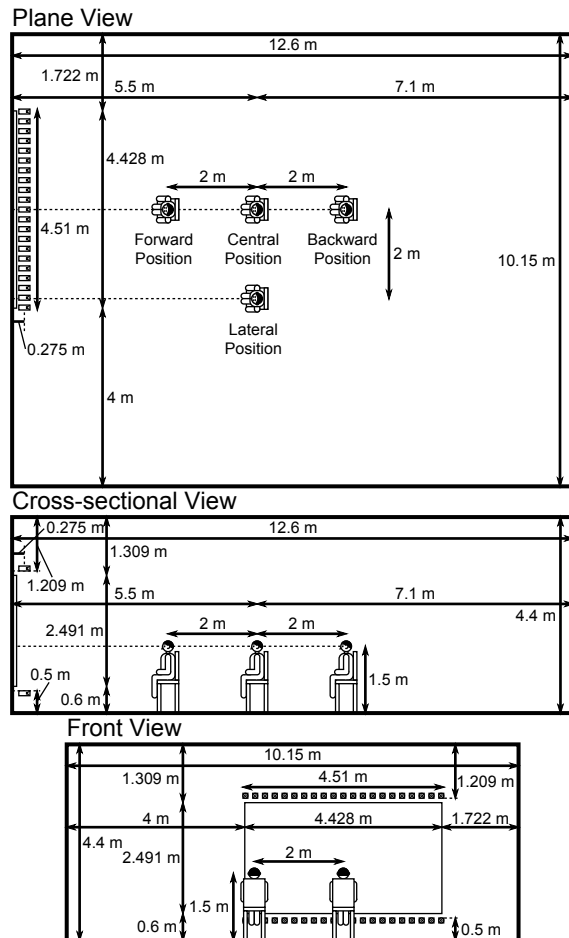 Plane View
12.6 m
1.722 m
5.5 m
7.1 m
4.428 m
2 m
2 m
4.51 m
Forward
Position
Central
Position
Backward
Position
2 m
10.15 m
Lateral
Position
0.275 m
4 m
Cross-sectional View
0.275 m
12.6 m
1.309 m
1.209 m
5.5 m
7.1 m
4.4 m
2.491 m
2 m
2 m
0.5 m
1.5 m
0.6 m
Front View
10.15 m
1.309 m
4.51 m
1.209 m
4 m
4.428 m
1.722 m
4.4 m
2.491 m
2 m
1.5 m
0.6 m
0.5 m